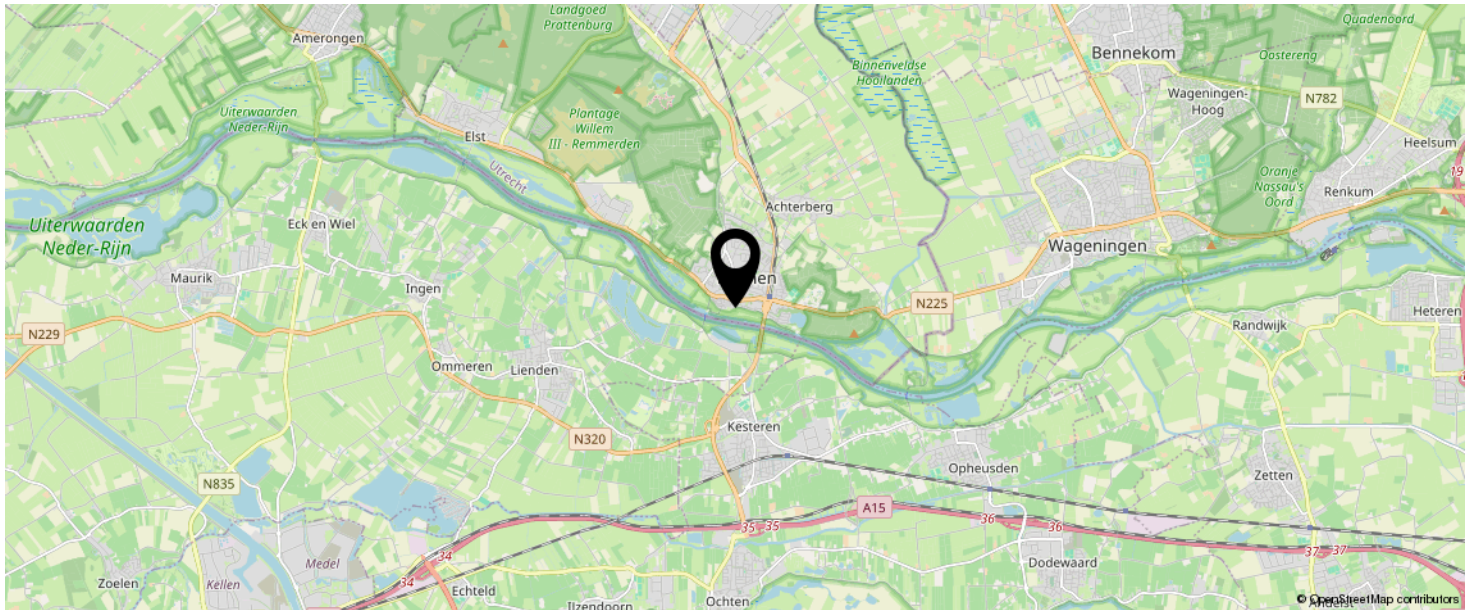 Landgoed
Prattenburg
Quadenoord
Amerongen
Bennekom
Oostereng
Binnenveldse
Hooilanden
Wageningen-
Hoog
N782
Uiterwaarden
Neder-Rijn
Plantage
Willem
III - Remmerden
Elst
Heelsum
Utrecht
Oranje
Nassau's
Oord
19
Renkum
Achterberg
Eck en Wiel
Uiterwaarden
Neder-Rijn
Wageningen
Maurik
Ingen
N225
N229
Randwijk
Heteren
Ommeren
Lienden
Kesteren
N320
Opheusden
Zetten
N835
A15
35
35
36
36
34
34
37
37
Medel
Kellen
Zoelen
Echteld
Dodewaard
IJzendoorn
Ochten
Andelst
© OpenStreetMap contributors